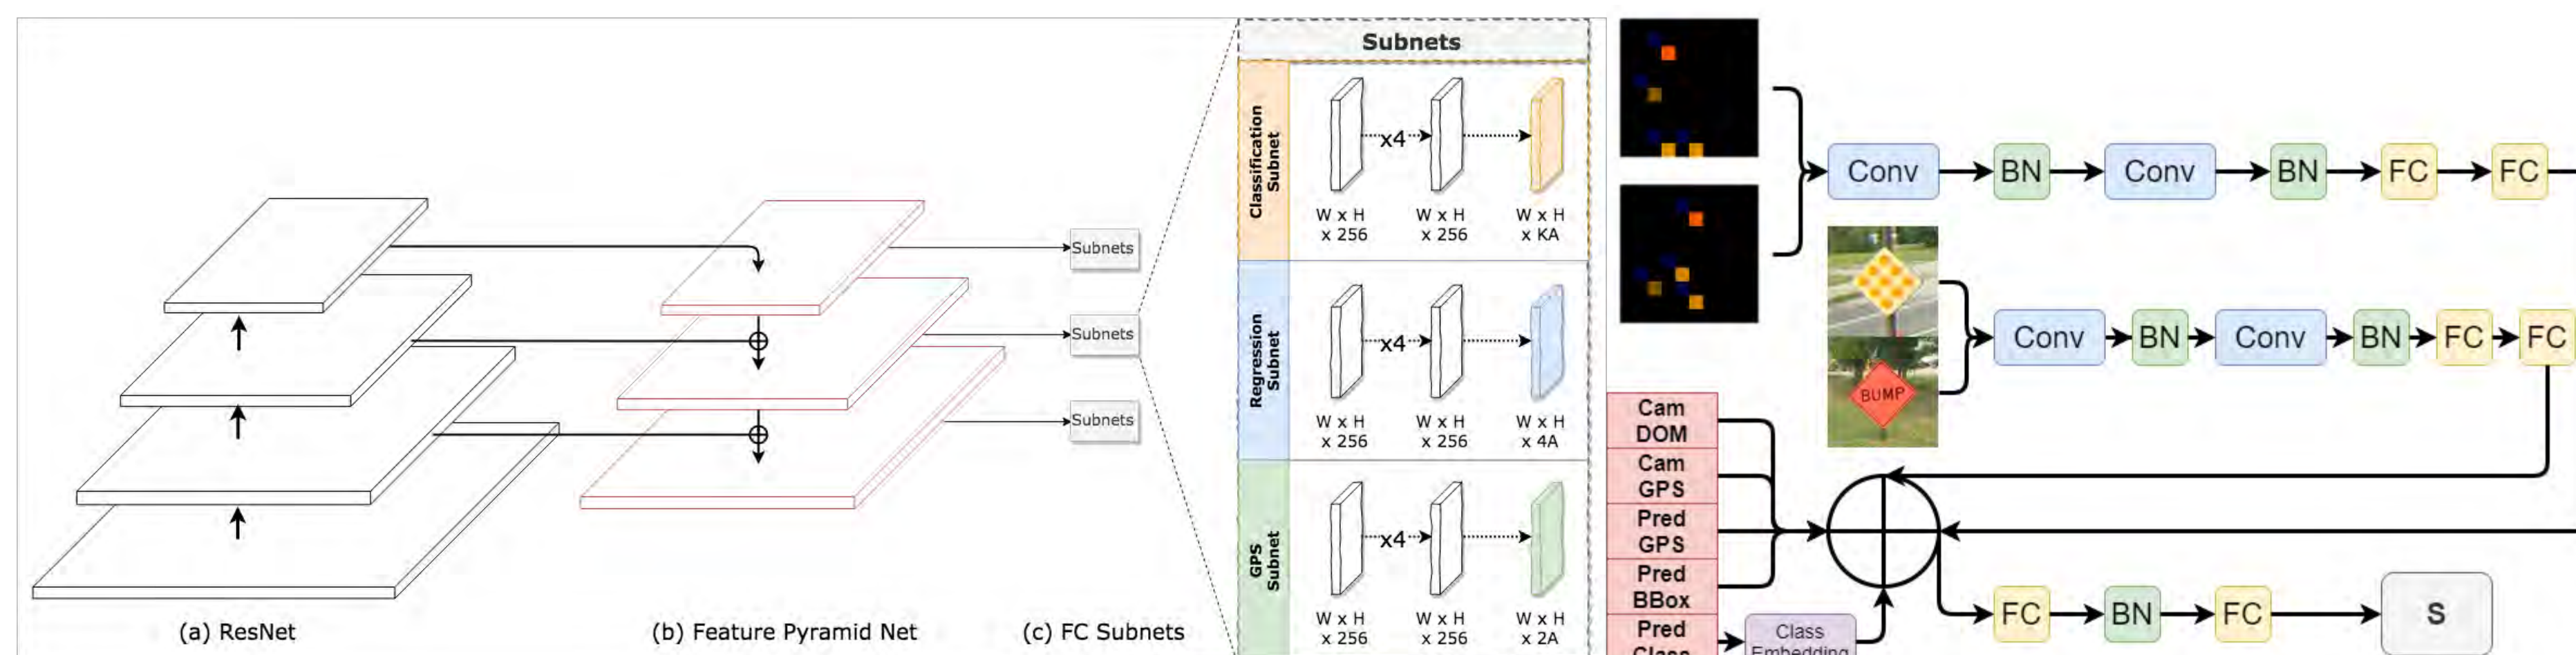 Subnets
Classification
Subnet
x4
W x H
x 256
W x H
x 256
W x H
x KA
Regression
Subnet
x4
W x H
x 256
W x H
x 256
W x H
x 4A
GPS
Subnet
x4
W x H
x 256
W x H
x 256
W x H
x 2A
Subnets
Subnets
Subnets
(a) ResNet
(b) Feature Pyramid Net
(c) FC Subnets
Conv
BN
Conv
BN
FC
FC
BUMP
Conv
BN
Conv
BN
FC
FC
Cam
DOM
Cam
GPS
Pred
GPS
Pred
BBox
Pred
Class
Class
Embedding
FC
BN
FC
S